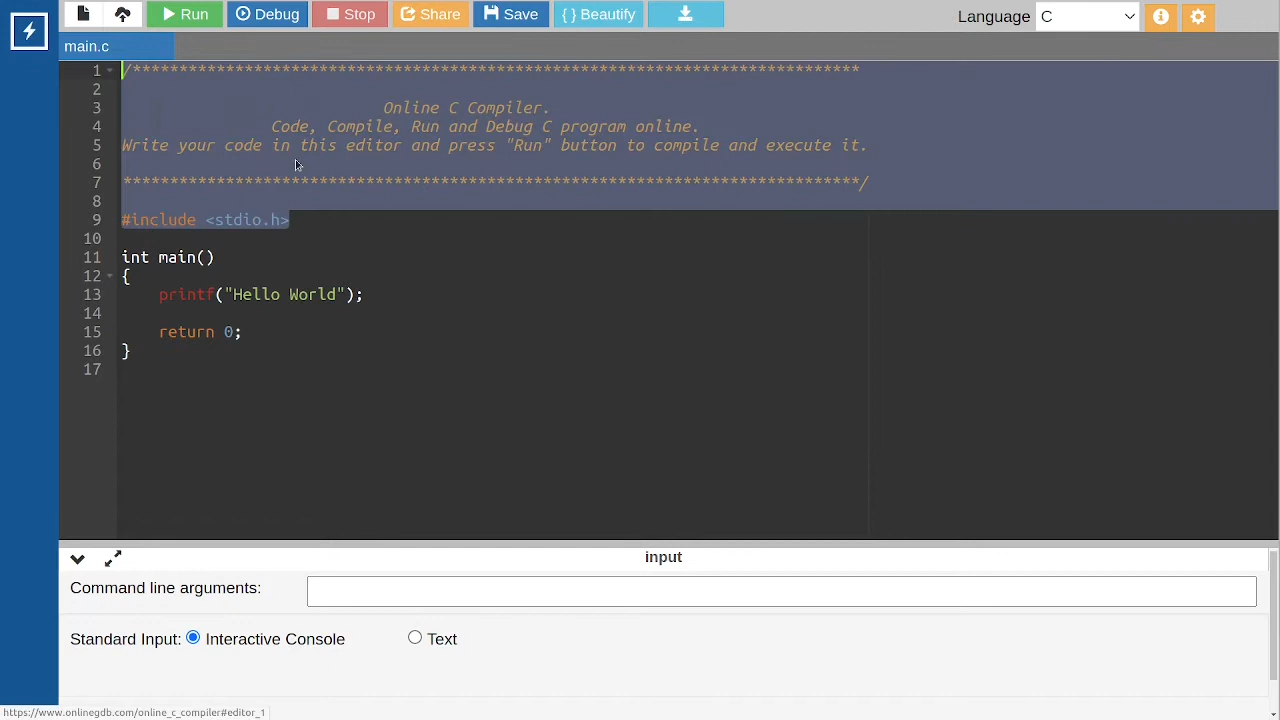 Run Debug Stop Share Save { } Beautify Language C
main.c
1 /******************************************************************************
2
3 Online C Compiler.
4 Code, Compile, Run and Debug C program online.
5 Write your code in this editor and press "Run" button to compile and execute it.
6
7 *******************************************************************************/
8
9 #include <stdio.h>
10
11 int main()
12 {
13 printf("Hello World");
14
15 return 0;
16 }
17
input
Command line arguments:
Standard Input: Interactive Console Text
https://www.onlinegdb.com/online_c_compiler#editor_1